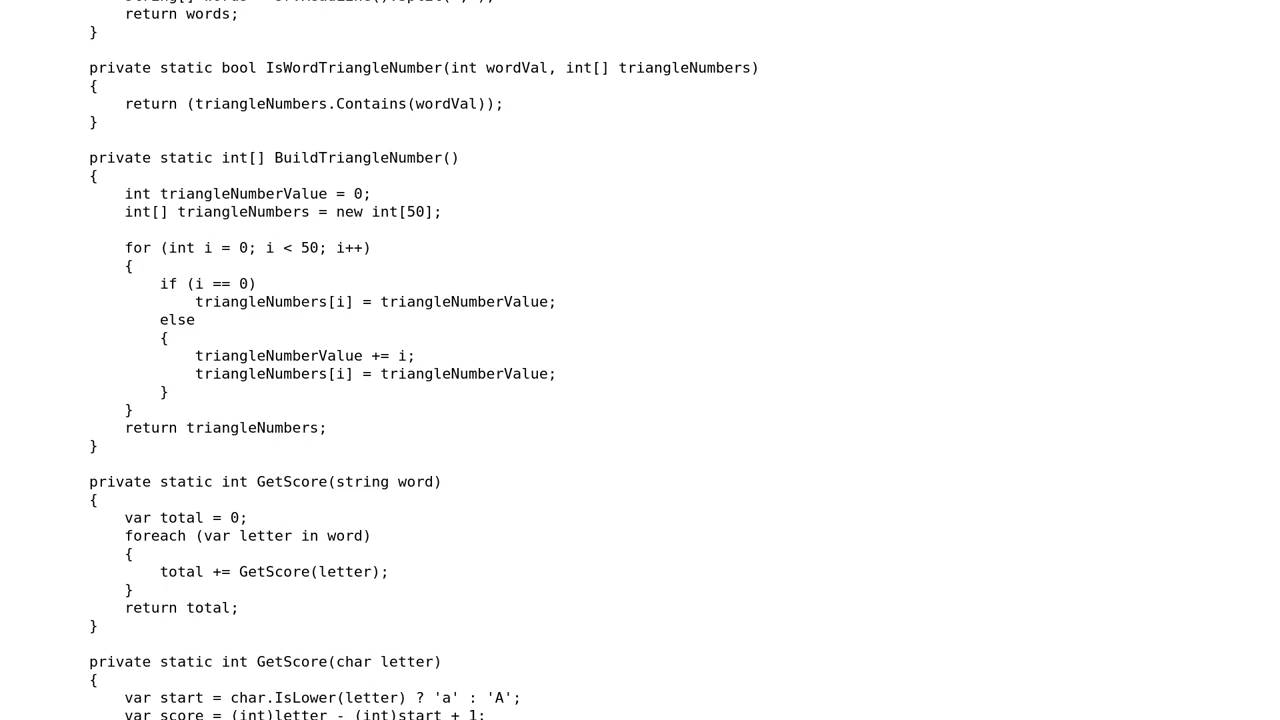 return words;
}
private static bool IsWordTriangleNumber(int wordVal, int[] triangleNumbers)
{
return (triangleNumbers.Contains(wordVal));
}
private static int[] BuildTriangleNumber()
{
int triangleNumberValue = 0;
int[] triangleNumbers = new int[50];
for (int i = 0; i < 50; i++)
{
if (i == 0)
triangleNumbers[i] = triangleNumberValue;
else
{
triangleNumberValue += i;
triangleNumbers[i] = triangleNumberValue;
}
}
return triangleNumbers;
}
private static int GetScore(string word)
{
var total = 0;
foreach (var letter in word)
{
total += GetScore(letter);
}
return total;
}
private static int GetScore(char letter)
{
var start = char.IsLower(letter) ? 'a' : 'A';
var score = (int)letter - (int)start + 1;